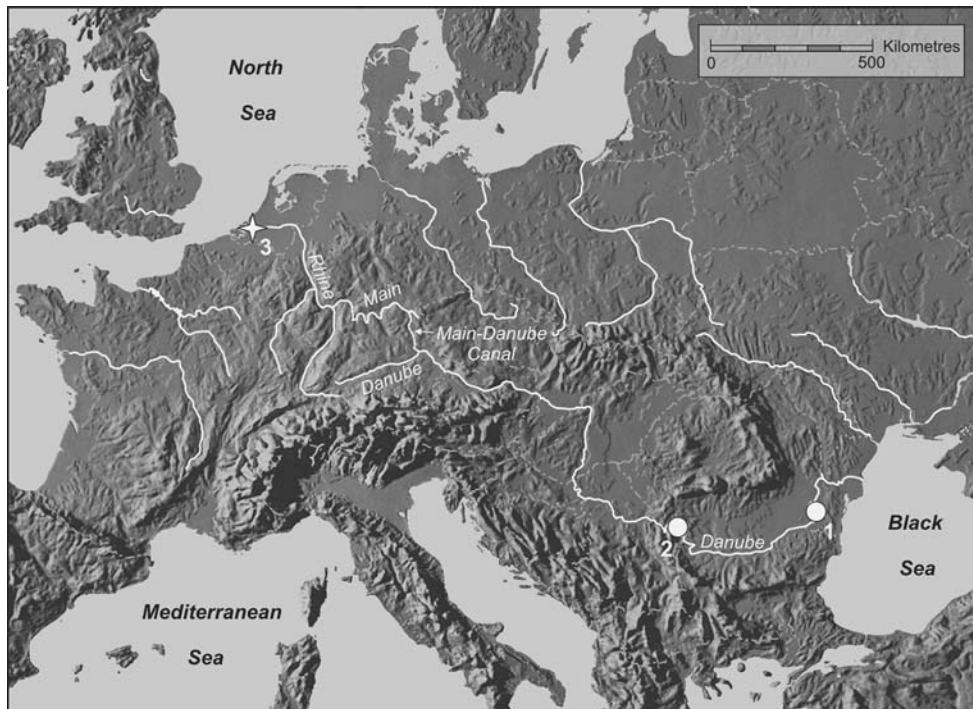 North
Sea
Kilometres
0 500
3
Rhine
Main
Main-Danube
Canal
Danube
Black
Sea
1
2
Danube
Mediterranean
Sea